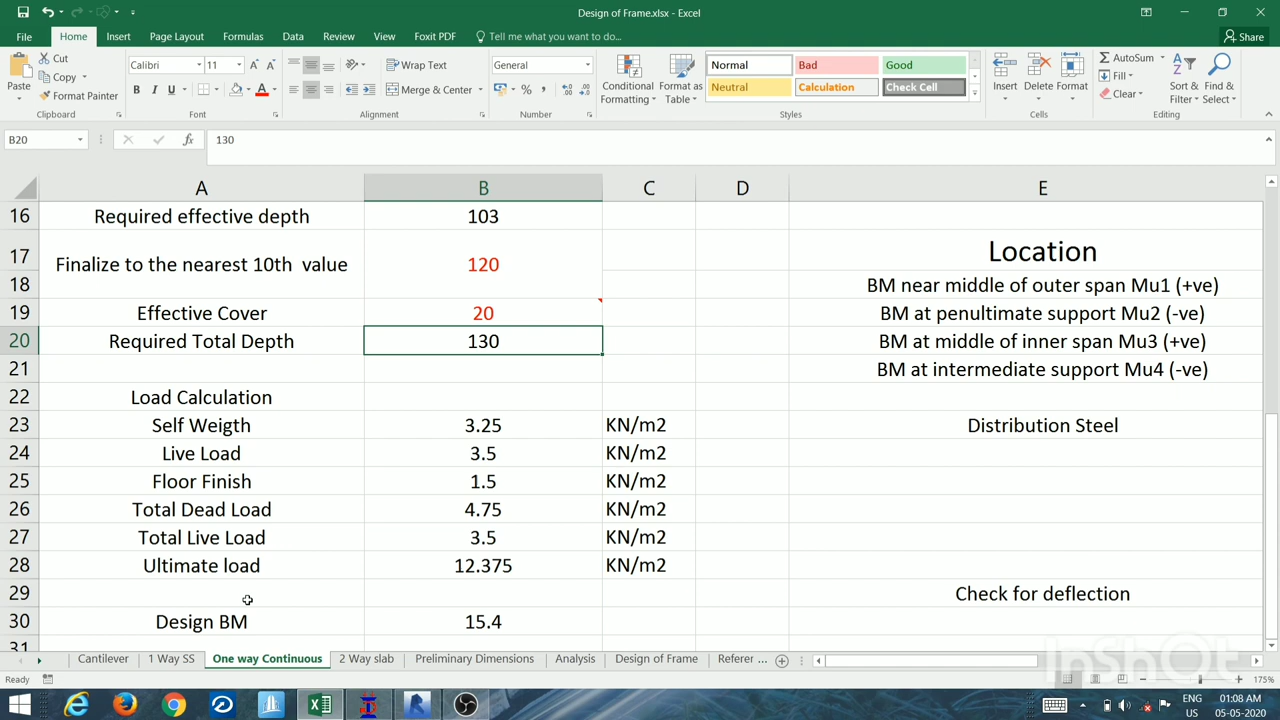 Design of Frame.xlsx - Excel
File Home Insert Page Layout Formulas Data Review View Foxit PDF Tell me what you want to do... Share
Paste
Cut
Copy
Format Painter
Clipboard
Calibri 11
B I U
Font
Wrap Text
Merge & Center
Alignment
General
Number
Conditional Formatting
Format as Table
Normal Bad Good
Neutral Calculation Check Cell
Styles
Insert Delete Format
Cells
AutoSum
Fill
Clear
Sort & Filter
Find & Select
Editing
B20 fx 130
A B C D E
16 Required effective depth 103
17 Finalize to the nearest 10th value 120 Location
18 BM near middle of outer span Mu1 (+ve)
19 Effective Cover 20 BM at penultimate support Mu2 (-ve)
20 Required Total Depth 130 BM at middle of inner span Mu3 (+ve)
21 BM at intermediate support Mu4 (-ve)
22 Load Calculation
23 Self Weigth 3.25 KN/m2 Distribution Steel
24 Live Load 3.5 KN/m2
25 Floor Finish 1.5 KN/m2
26 Total Dead Load 4.75 KN/m2
27 Total Live Load 3.5 KN/m2
28 Ultimate load 12.375 KN/m2
29 Check for deflection
30 Design BM 15.4
31
Cantilever 1 Way SS One way Continuous 2 Way slab Preliminary Dimensions Analysis Design of Frame Referer ...
InShOt
Ready 175%
ENG 01:08 AM
US 05-05-2020